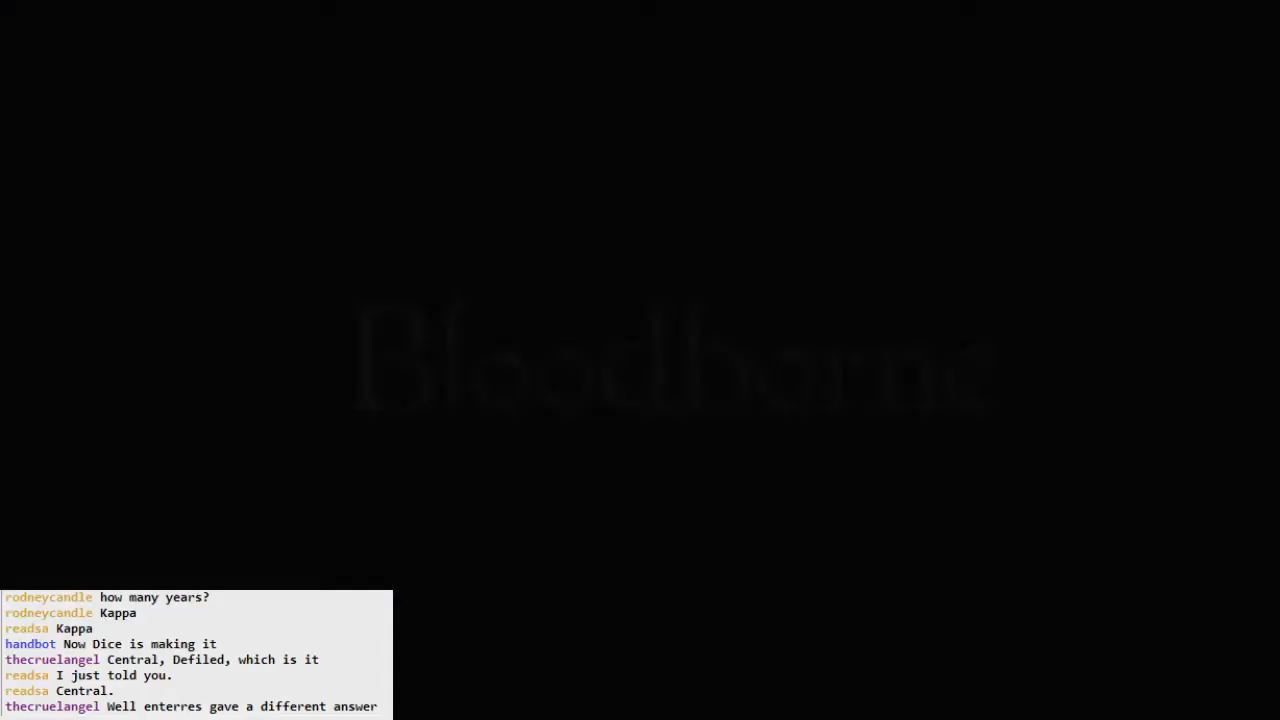 Bloodborne
rodneycandle how many years?
rodneycandle Kappa
readsa Kappa
handbot Now Dice is making it
thecruelangel Central, Defiled, which is it
readsa I just told you.
readsa Central.
thecruelangel Well enterres gave a different answer